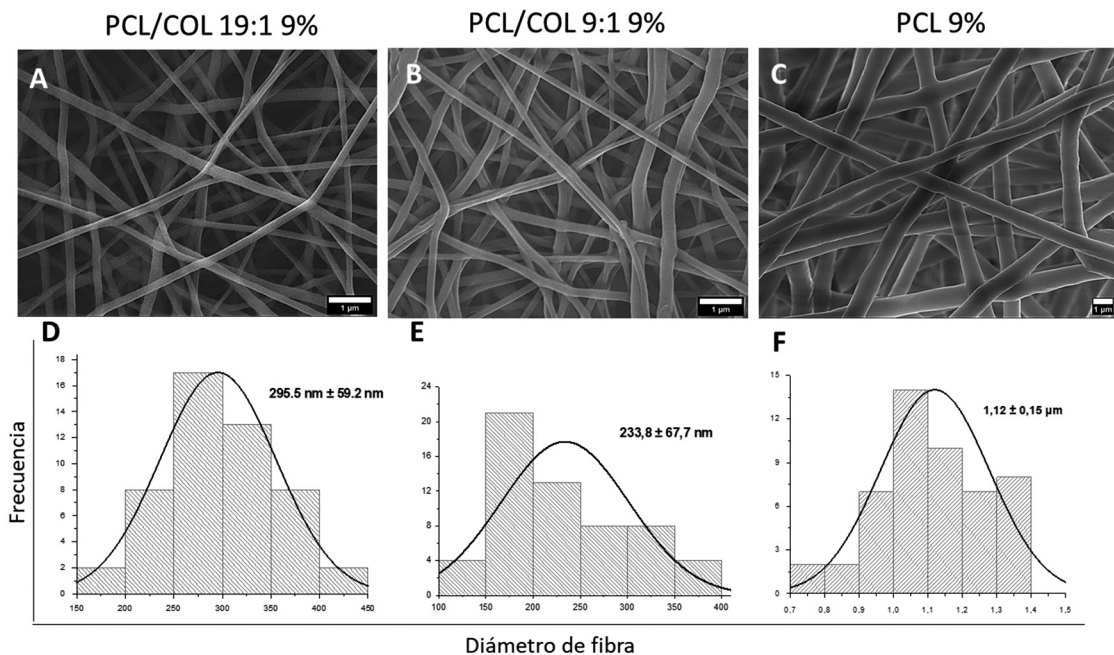 PCL/COL 19:1 9%
PCL/COL 9:1 9%
PCL 9%
A
B
C
1 µm
1 µm
1 µm
D
E
F
Frecuencia
18
16
14
12
10
8
6
4
2
0
150
200
250
300
350
400
450
295.5 nm ± 59.2 nm
24
20
16
12
8
4
0
100
150
200
250
300
350
400
233,8 ± 67,7 nm
15
12
9
6
3
0
0,7
0,8
0,9
1,0
1,1
1,2
1,3
1,4
1,5
1,12 ± 0,15 µm
Diámetro de fibra